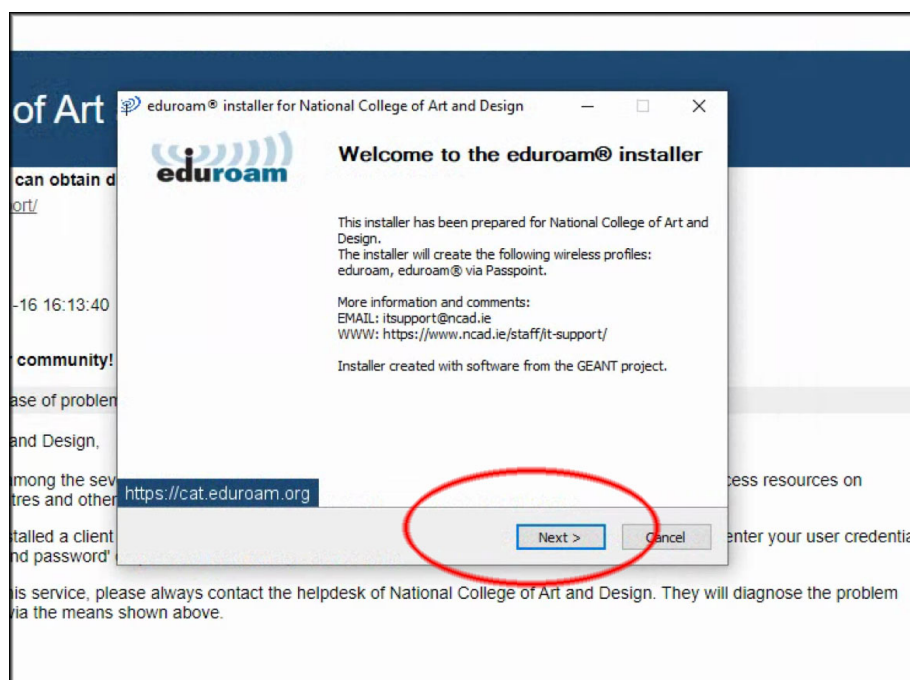 of Art
eduroam® installer for National College of Art and Design
eduroam
Welcome to the eduroam® installer
can obtain d
ort/
This installer has been prepared for National College of Art and
Design.
The installer will create the following wireless profiles:
eduroam, eduroam® via Passpoint.
-16 16:13:40
More information and comments:
EMAIL: itsupport@ncad.ie
WWW: https://www.ncad.ie/staff/it-support/
community!
Installer created with software from the GEANT project.
ase of problem
and Design,
among the sev
cess resources on
https://cat.eduroam.org
tres and other
Next >
Cancel
stalled a client
enter your user credentia
nd password'
his service, please always contact the helpdesk of National College of Art and Design. They will diagnose the problem
via the means shown above.